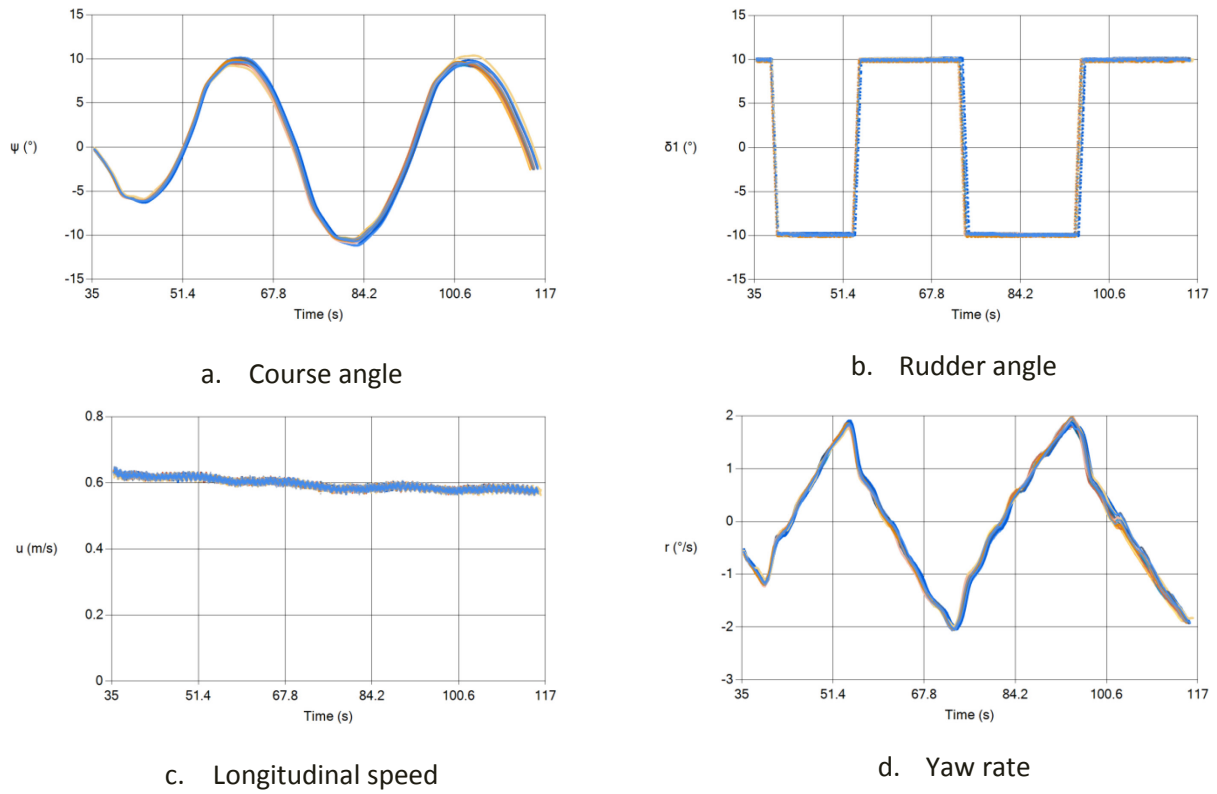 15
10
5
0
-5
-10
-15
ψ (°)
35 51.4 67.8 84.2 100.6 117
Time (s)
a. Course angle
15
10
5
0
-5
-10
-15
δ1 (°)
35 51.4 67.8 84.2 100.6 117
Time (s)
b. Rudder angle
0.8
0.6
0.4
0.2
0
u (m/s)
35 51.4 67.8 84.2 100.6 117
Time (s)
c. Longitudinal speed
2
1
0
-1
-2
-3
r (°/s)
35 51.4 67.8 84.2 100.6 117
Time (s)
d. Yaw rate